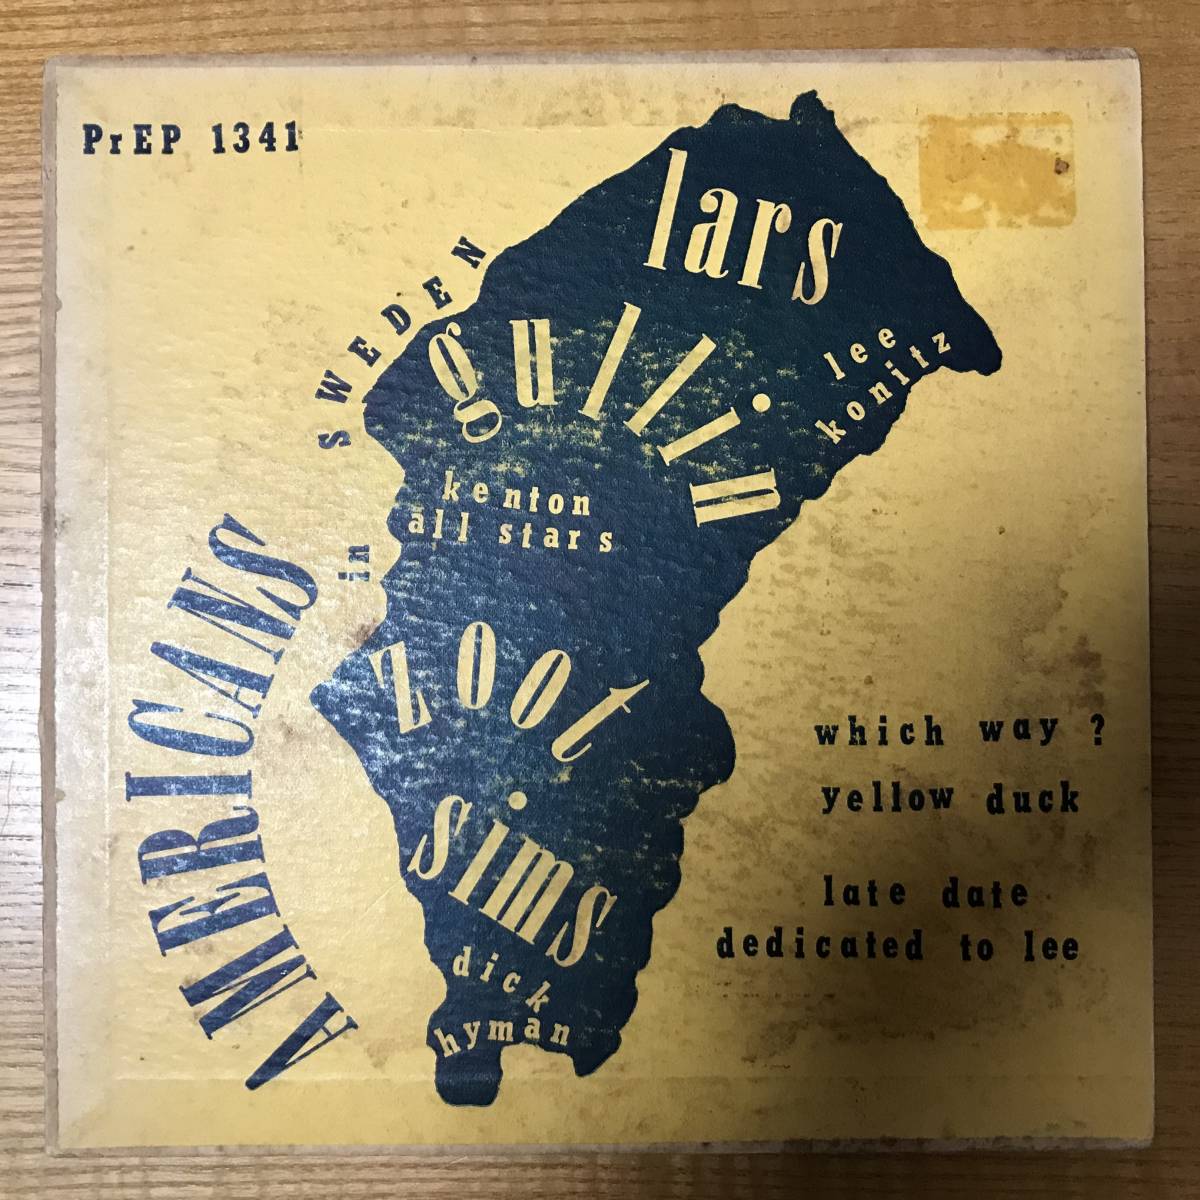 PrEP 1341
AMERICANS
in
SWEDEN
lars
gullin
lee
konitz
kenton
all stars
zoot
sims
dick
hyman
which way ?
yellow duck
late date
dedicated to lee